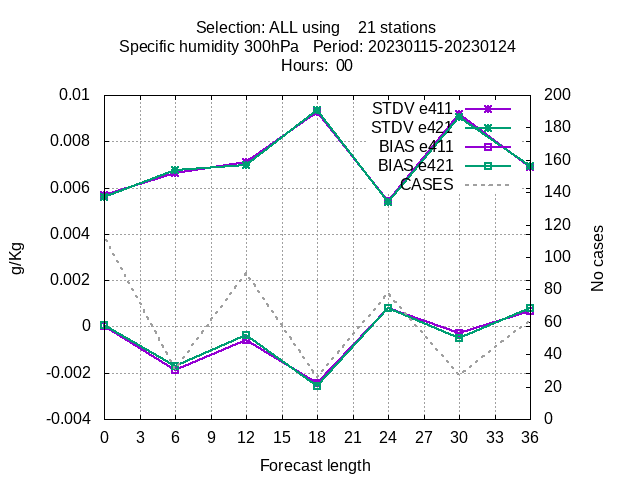 Selection: ALL using    21 stations
Specific humidity 300hPa   Period: 20230115-20230124
Hours:  00
0.01
0.008
0.006
0.004
0.002
0
-0.002
-0.004
g/Kg
STDV e411
STDV e421
BIAS e411
BIAS e421
CASES
200
180
160
140
120
100
80
60
40
20
0
No cases
0 3 6 9 12 15 18 21 24 27 30 33 36
Forecast length